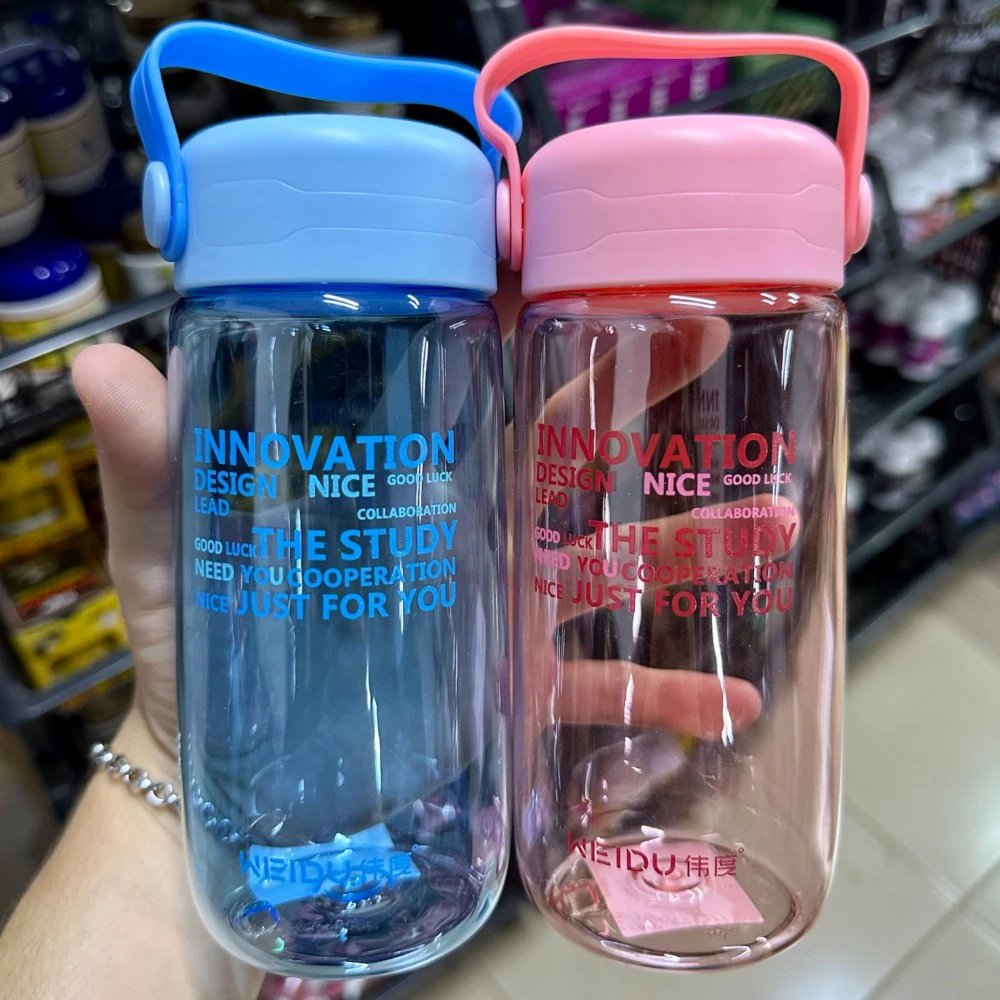 INNOVATION
DESIGN NICE GOOD LUCK
LEAD
COLLABORATION
GOOD LUCK THE STUDY
NEED YOU COOPERATION
NICE JUST FOR YOU
WEIDU 伟度
INNOVATION
DESIGN NICE GOOD LUCK
LEAD
COLLABORATION
GOOD LUCK THE STUDY
NEED YOU COOPERATION
NICE JUST FOR YOU
WEIDU 伟度